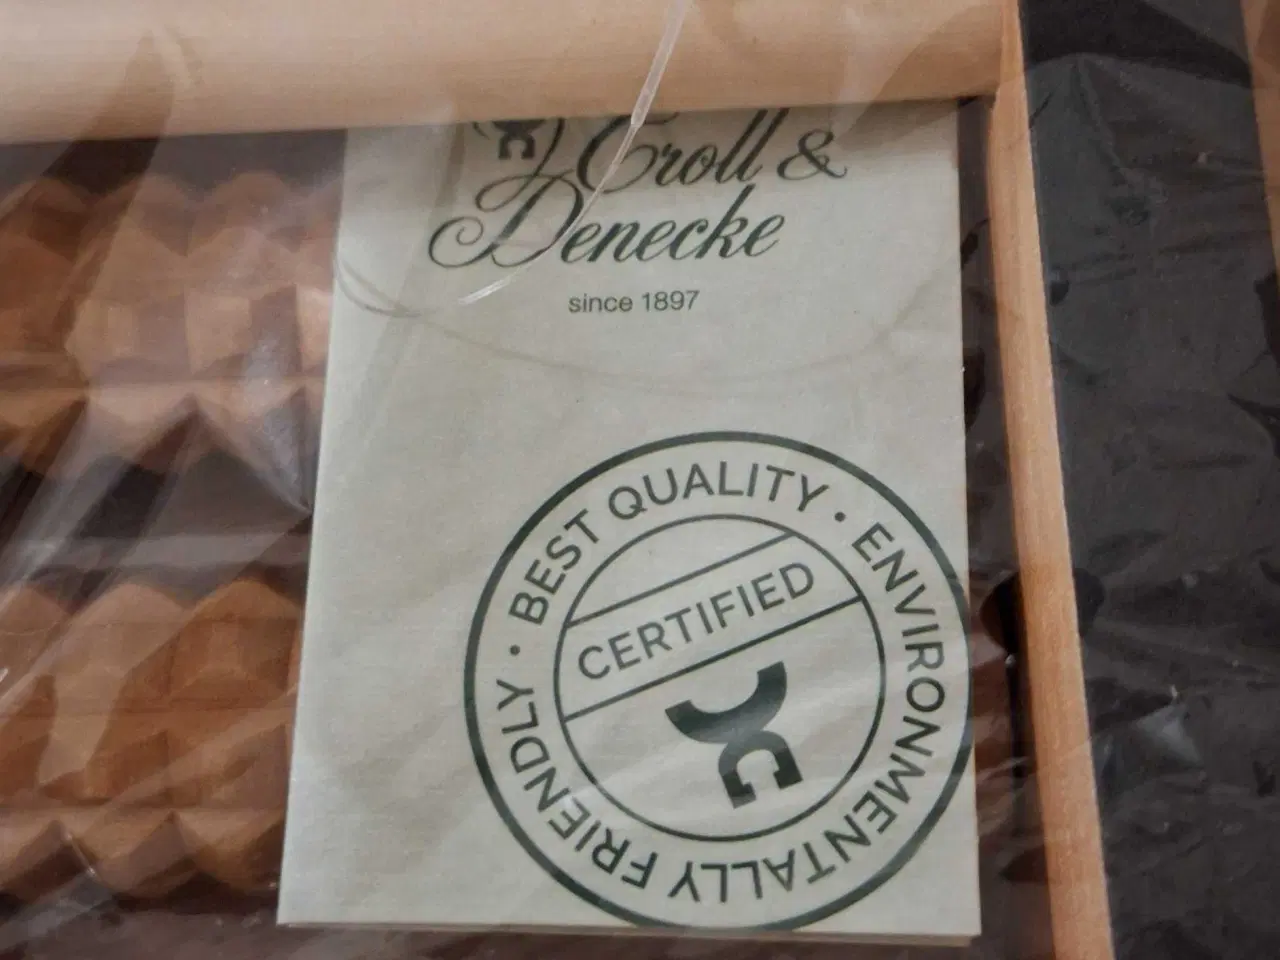 Croll &
Denecke
since 1897
BEST QUALITY · ENVIRONMENTALLY FRIENDLY ·
CERTIFIED